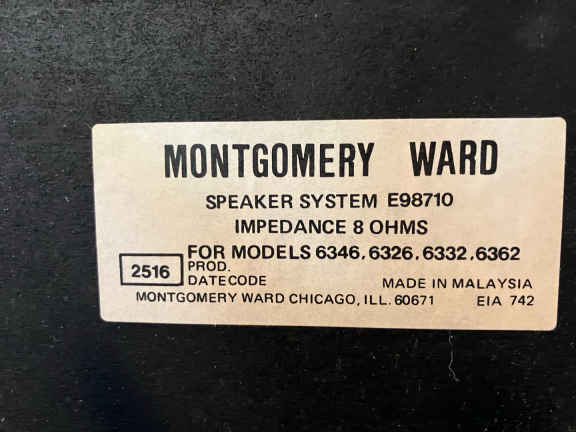 MONTGOMERY WARD
SPEAKER SYSTEM E98710
IMPEDANCE 8 OHMS
FOR MODELS 6346,6326,6332,6362
2516 PROD.
DATECODE MADE IN MALAYSIA
MONTGOMERY WARD CHICAGO, ILL. 60671 EIA 742